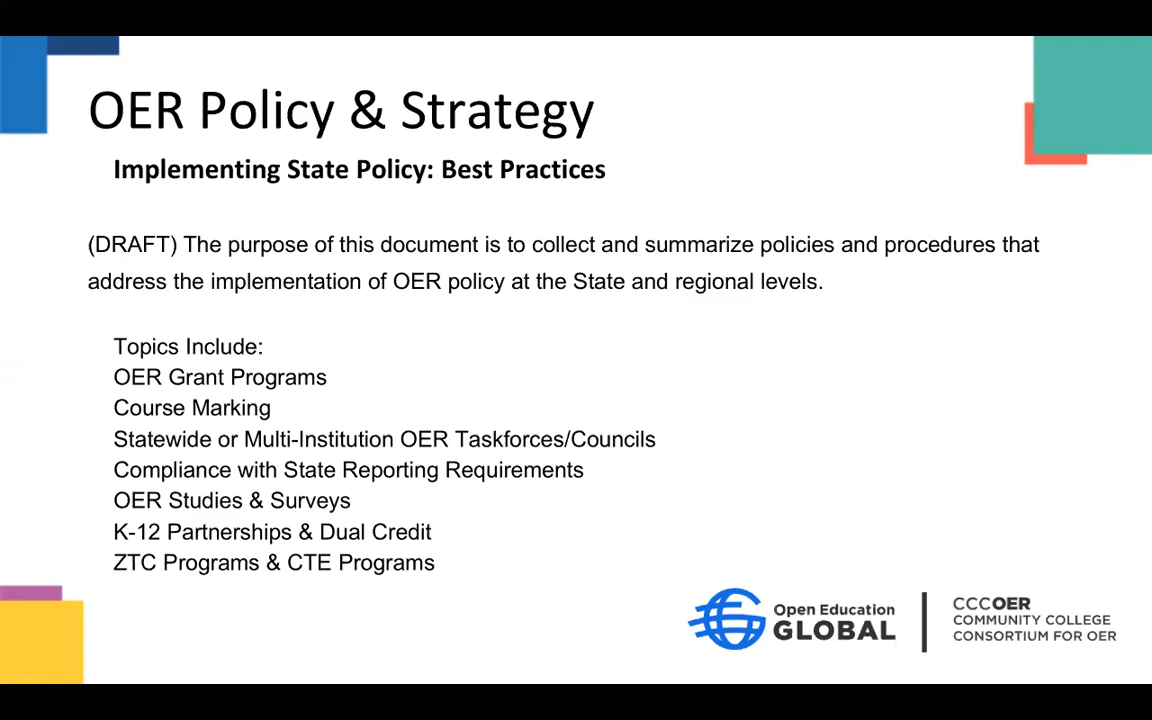 OER Policy & Strategy
Implementing State Policy: Best Practices
(DRAFT) The purpose of this document is to collect and summarize policies and procedures that
address the implementation of OER policy at the State and regional levels.
Topics Include:
OER Grant Programs
Course Marking
Statewide or Multi-Institution OER Taskforces/Councils
Compliance with State Reporting Requirements
OER Studies & Surveys
K-12 Partnerships & Dual Credit
ZTC Programs & CTE Programs
Open Education
GLOBAL
CCCOER
COMMUNITY COLLEGE
CONSORTIUM FOR OER